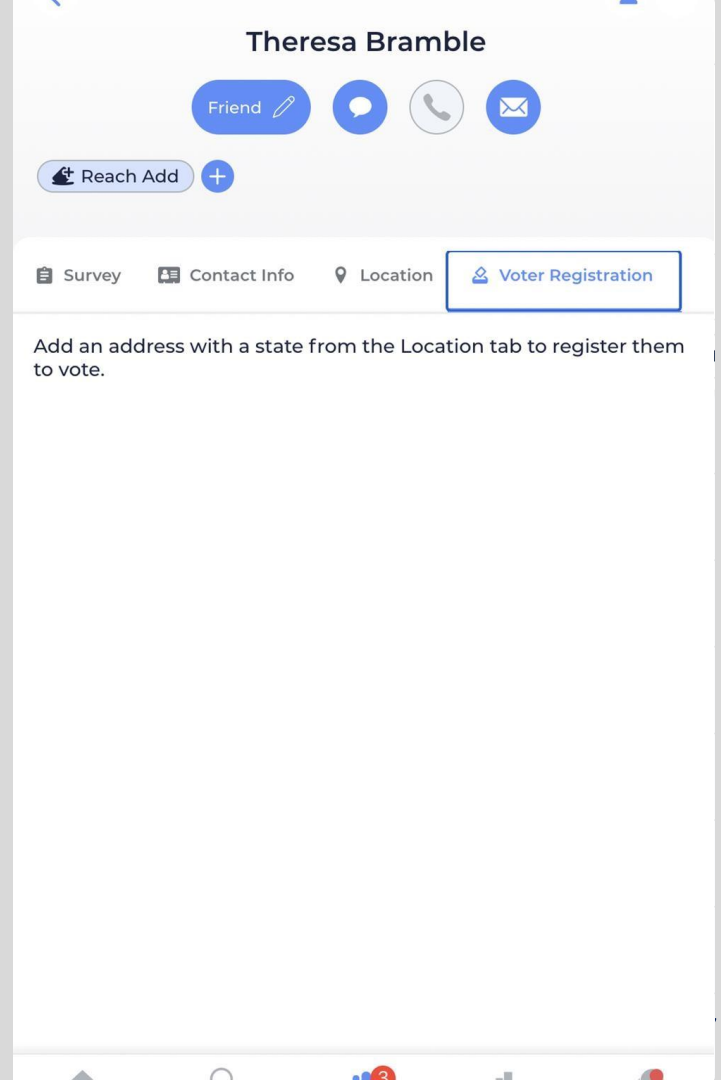 Theresa Bramble
Friend
Reach Add
Survey
Contact Info
Location
Voter Registration
Add an address with a state from the Location tab to register them
to vote.
3